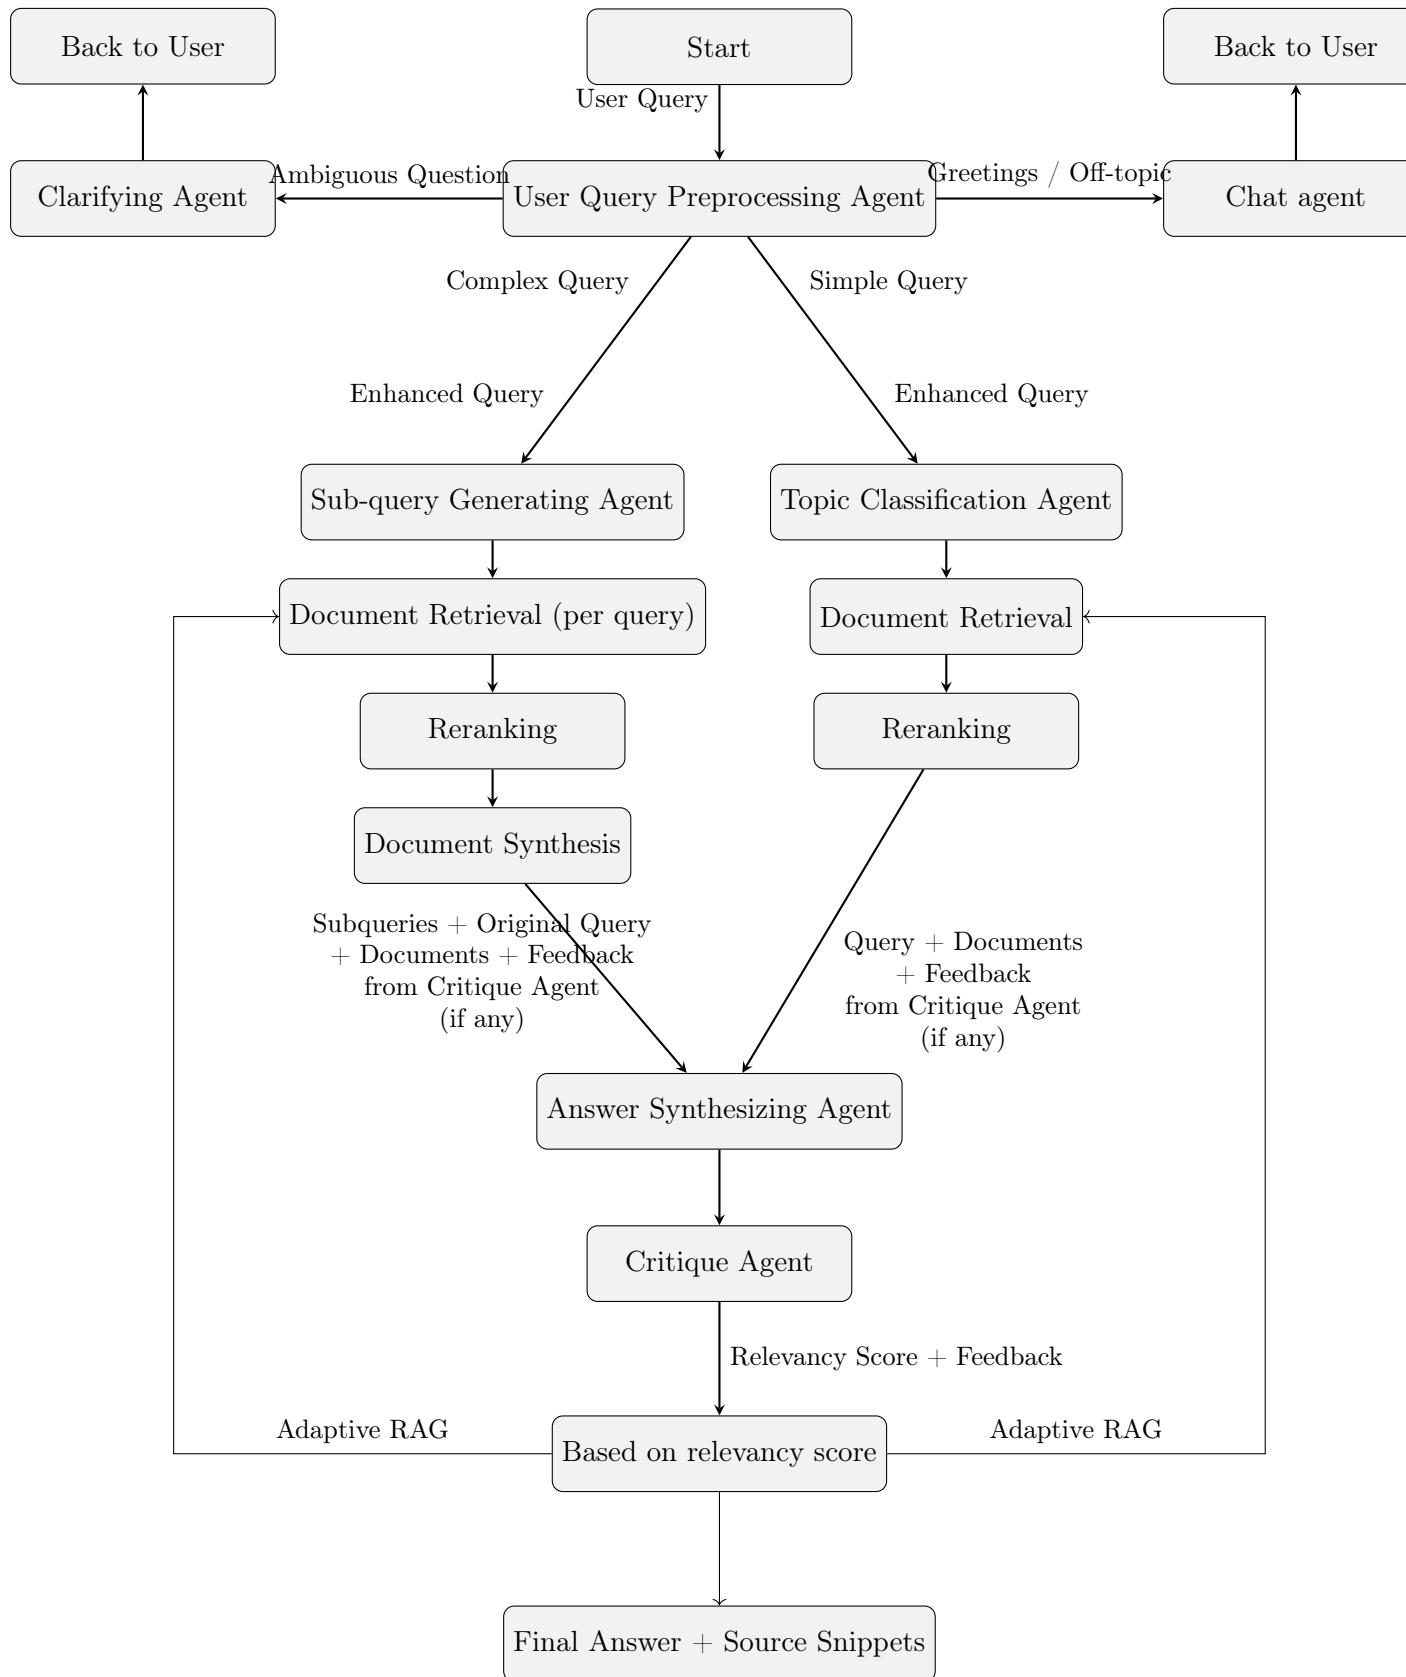 Back to User
Start
Back to User
User Query
Clarifying Agent
Ambiguous Question
User Query Preprocessing Agent
Greetings / Off-topic
Chat agent
Complex Query
Simple Query
Enhanced Query
Enhanced Query
Sub-query Generating Agent
Topic Classification Agent
Document Retrieval (per query)
Document Retrieval
Reranking
Reranking
Document Synthesis
Subqueries + Original Query
+ Documents + Feedback
from Critique Agent
(if any)
Query + Documents
+ Feedback
from Critique Agent
(if any)
Answer Synthesizing Agent
Critique Agent
Relevancy Score + Feedback
Adaptive RAG
Based on relevancy score
Adaptive RAG
Final Answer + Source Snippets